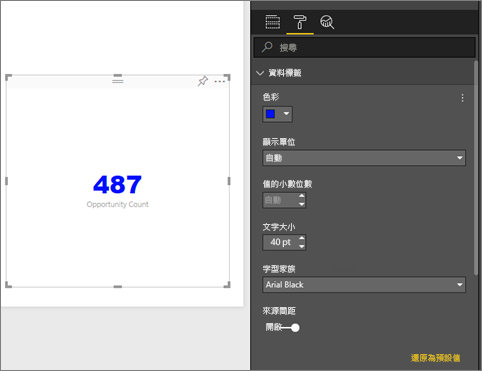 487
Opportunity Count
搜尋
資料標籤
色彩
顯示單位
自動
值的小數位數
自動
文字大小
40 pt
字型家族
Arial Black
來源間距
開啟
還原為預設值